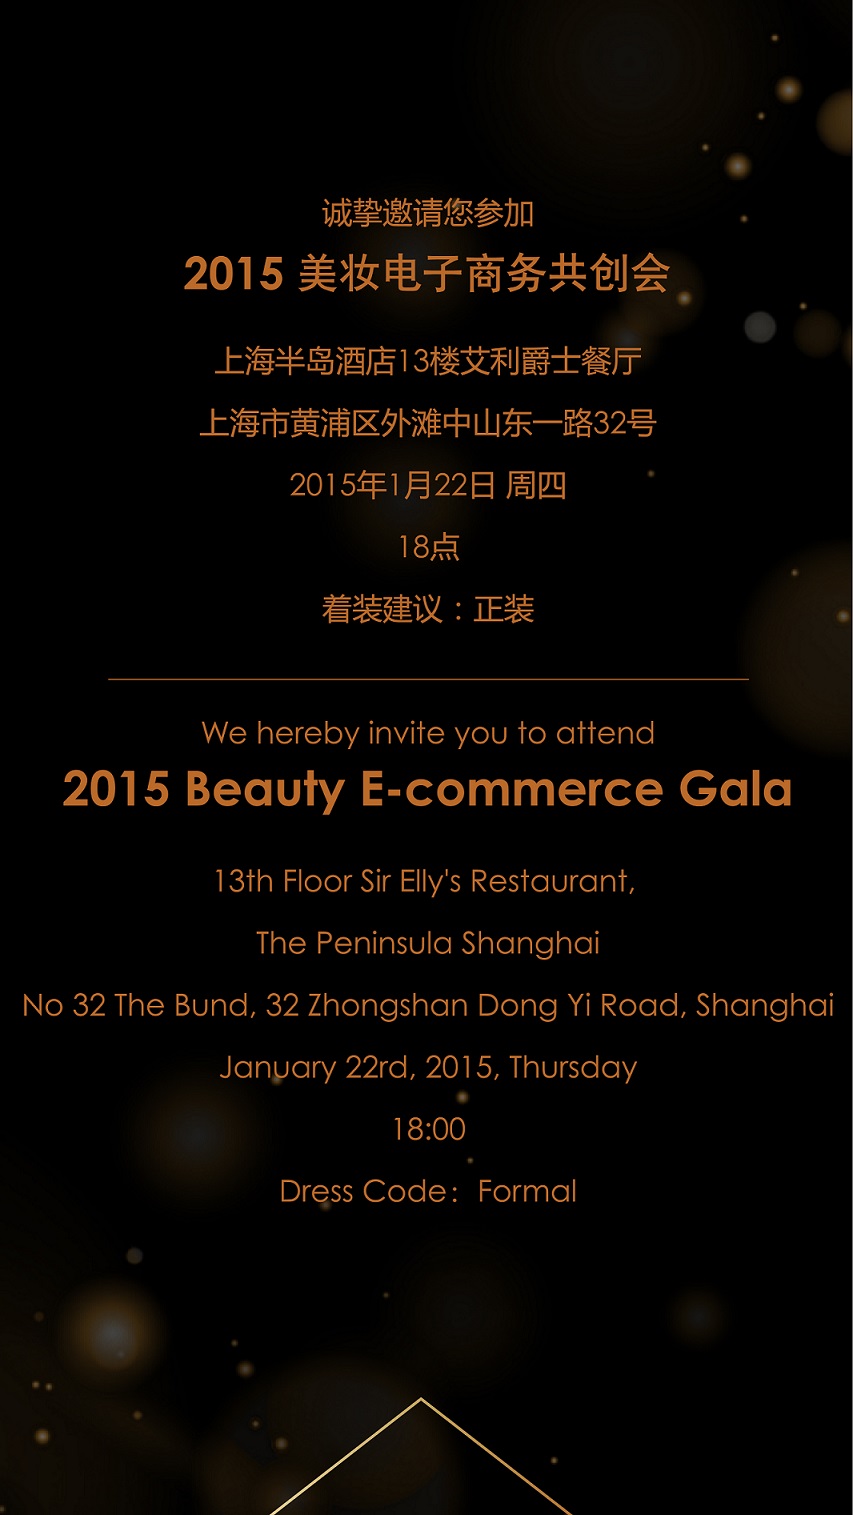 诚挚邀请您参加
2015 美妆电子商务共创会
上海半岛酒店13楼艾利爵士餐厅
上海市黄浦区外滩中山东一路32号
2015年1月22日 周四
18点
着装建议：正装
We hereby invite you to attend
2015 Beauty E-commerce Gala
13th Floor Sir Elly's Restaurant,
The Peninsula Shanghai
No 32 The Bund, 32 Zhongshan Dong Yi Road, Shanghai
January 22rd, 2015, Thursday
18:00
Dress Code：Formal